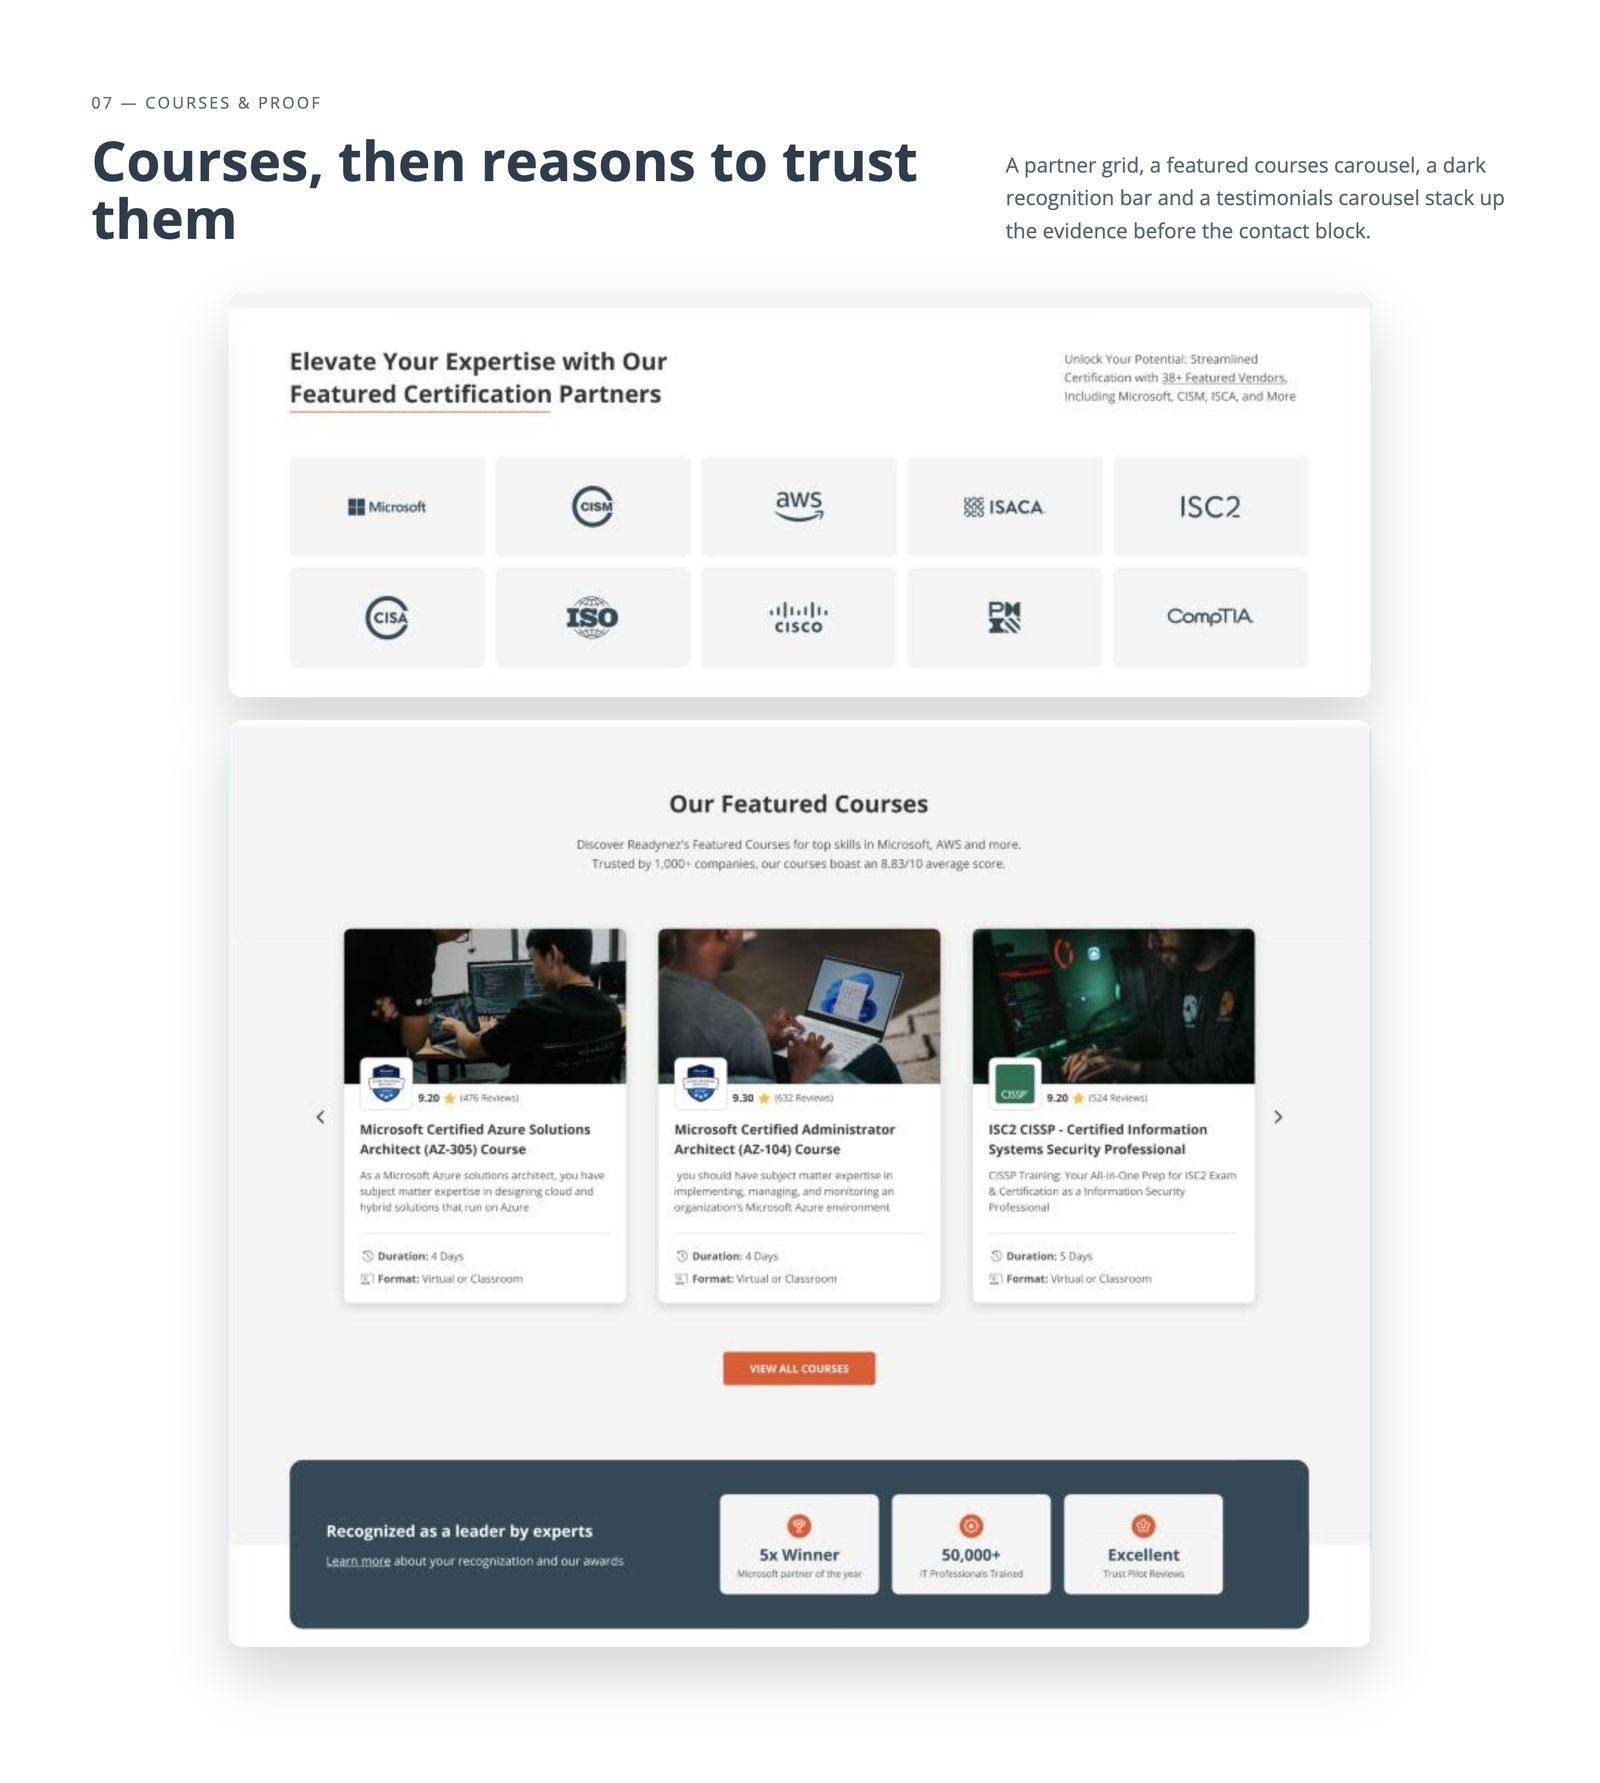 07 — COURSES & PROOF
Courses, then reasons to trust
them
A partner grid, a featured courses carousel, a dark
recognition bar and a testimonials carousel stack up
the evidence before the contact block.
Elevate Your Expertise with Our
Featured Certification Partners
Unlock Your Potential: Streamlined
Certification with 38+ Featured Vendors,
Including Microsoft, CISM, ISCA, and More
Microsoft
CISM
aws
ISACA
ISC2
CISA
ISO
CISCO
CompTIA
Our Featured Courses
Discover Readynez's Featured Courses for top skills in Microsoft, AWS and more.
Trusted by 1,000+ companies, our courses boast an 8.83/10 average score.
9.20 (476 Reviews)
Microsoft Certified Azure Solutions
Architect (AZ-305) Course
As a Microsoft Azure solutions architect, you have
subject matter expertise in designing cloud and
hybrid solutions that run on Azure
Duration: 4 Days
Format: Virtual or Classroom
9.30 (632 Reviews)
Microsoft Certified Administrator
Architect (AZ-104) Course
you should have subject matter expertise in
implementing, managing, and monitoring an
organization's Microsoft Azure environment
Duration: 4 Days
Format: Virtual or Classroom
CISSP
9.20 (524 Reviews)
ISC2 CISSP - Certified Information
Systems Security Professional
CISSP Training: Your All-in-One Prep for ISC2 Exam
& Certification as a Information Security
Professional
Duration: 5 Days
Format: Virtual or Classroom
VIEW ALL COURSES
Recognized as a leader by experts
Learn more about your recognization and our awards
5x Winner
Microsoft partner of the year
50,000+
IT Professionals Trained
Excellent
Trust Pilot Reviews